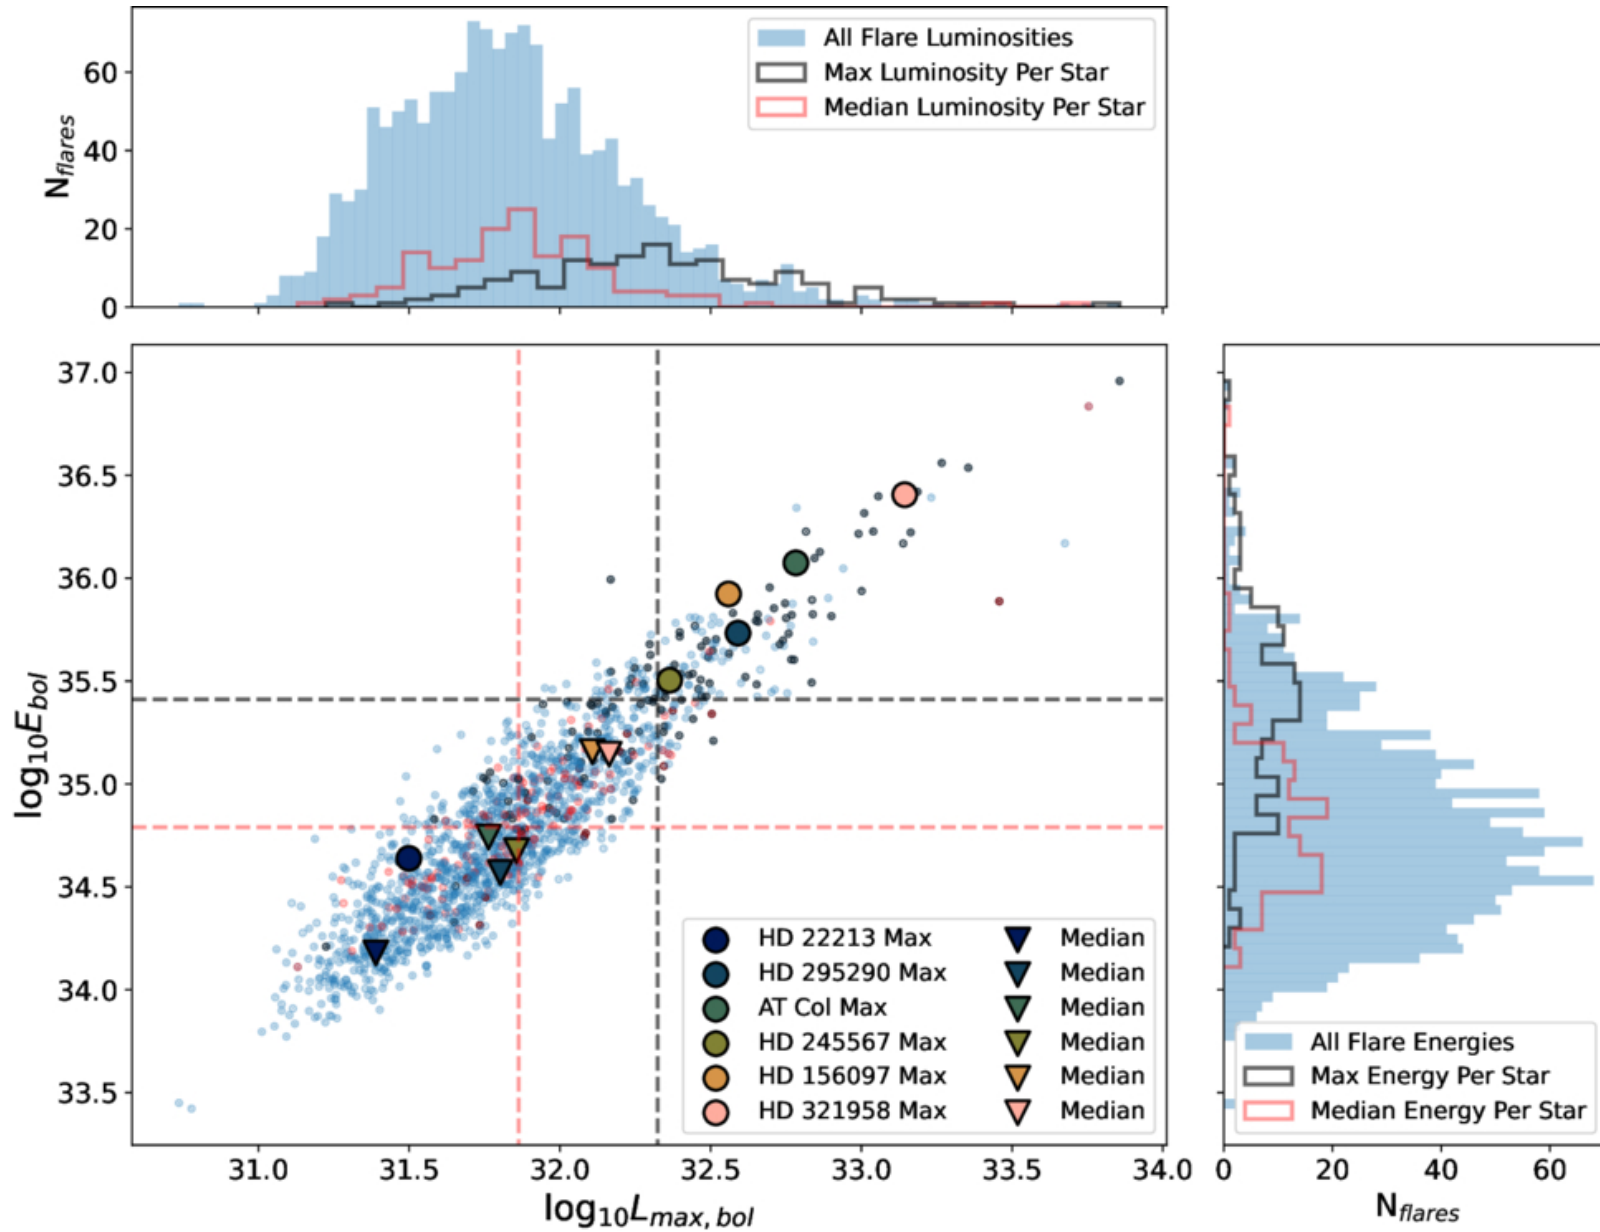 All Flare Luminosities
Max Luminosity Per Star
Median Luminosity Per Star
N_flares
60
40
20
0
37.0
36.5
36.0
35.5
35.0
34.5
34.0
33.5
log₁₀E_bol
HD 22213 Max Median
HD 295290 Max Median
AT Col Max Median
HD 245567 Max Median
HD 156097 Max Median
HD 321958 Max Median
31.0 31.5 32.0 32.5 33.0 33.5 34.0
log₁₀L_max, bol
All Flare Energies
Max Energy Per Star
Median Energy Per Star
0 20 40 60
N_flares